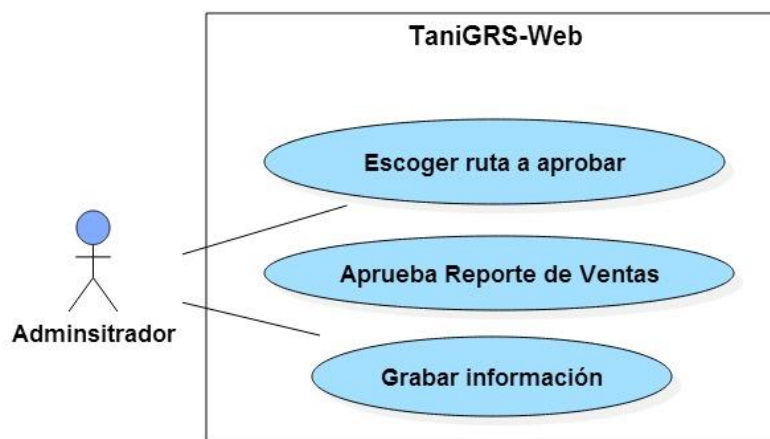 TaniGRS-Web
Escoger ruta a aprobar
Aprueba Reporte de Ventas
Adminsitrador
Grabar información